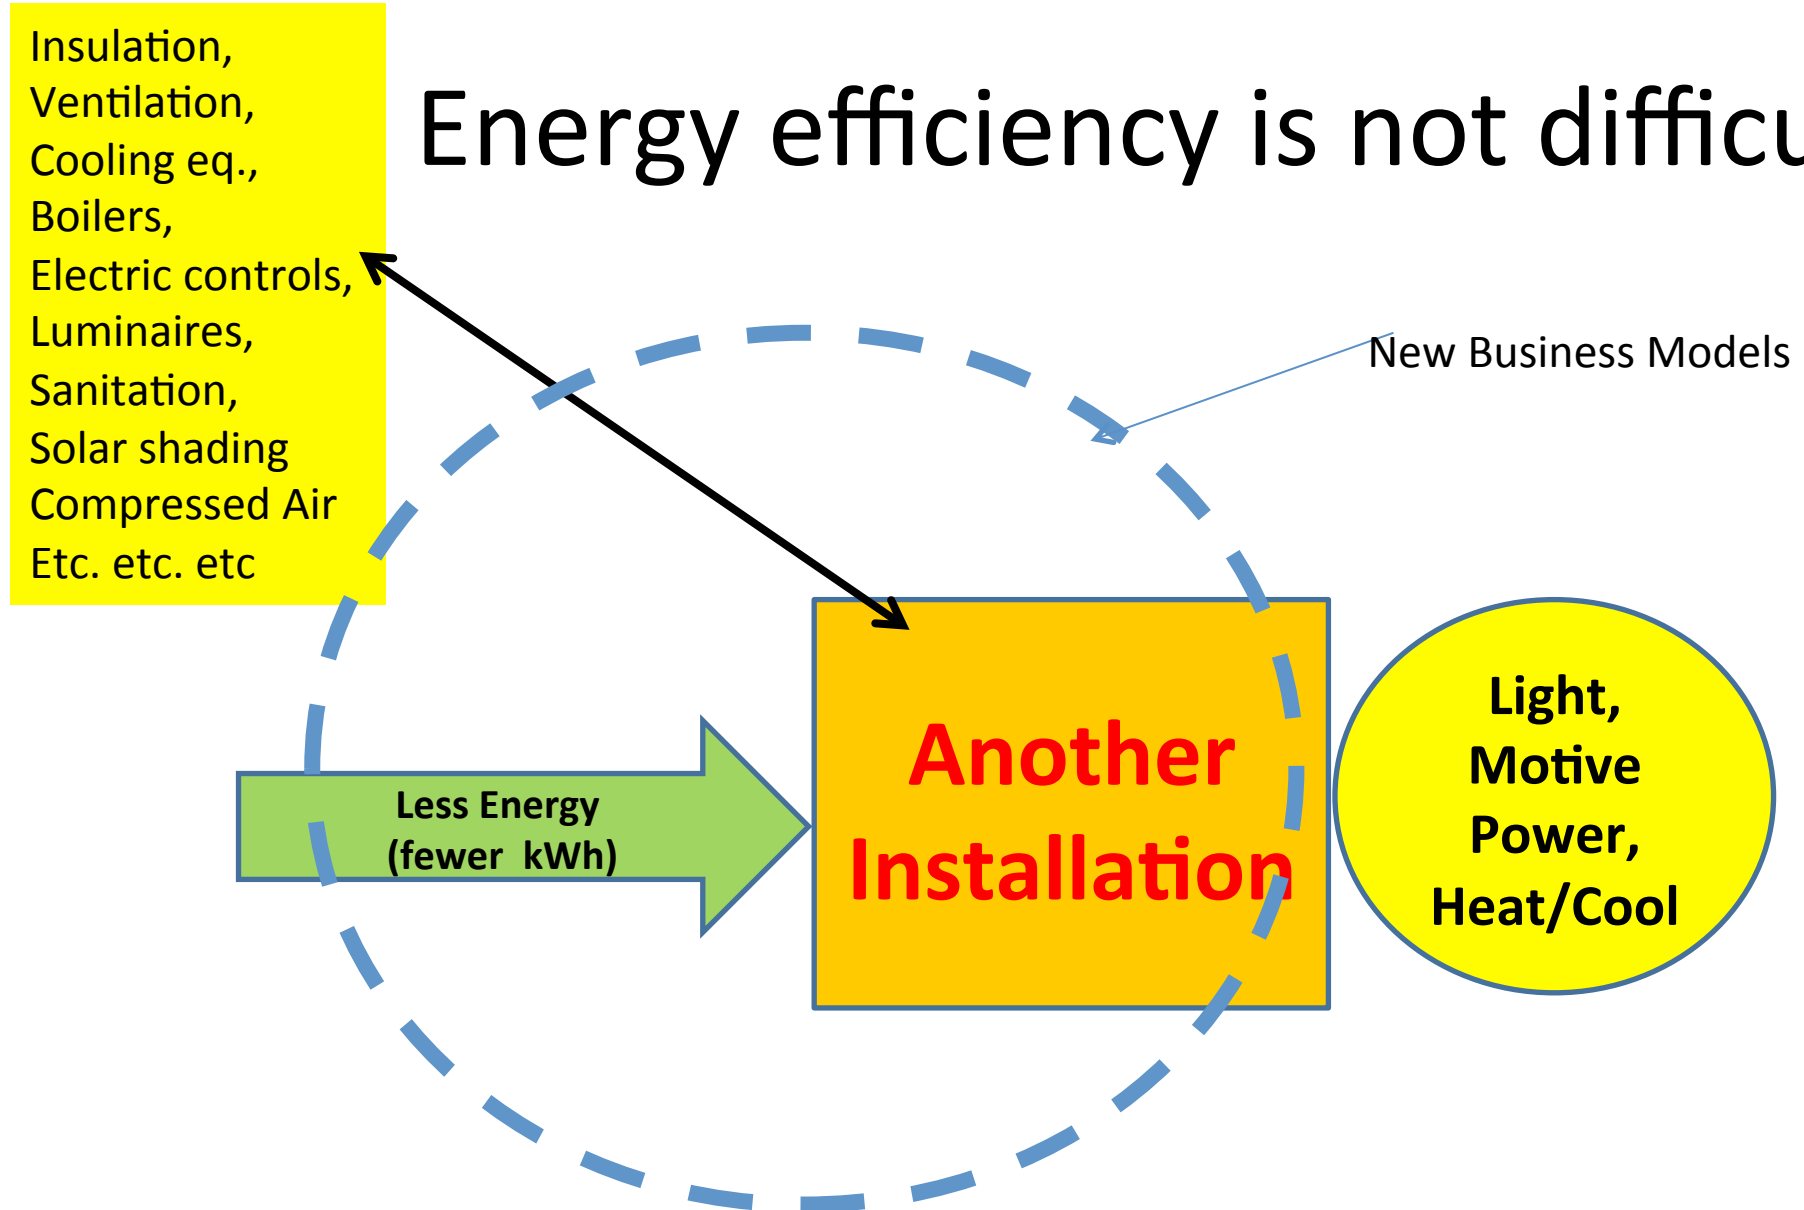 Insulation,
Ventilation,
Cooling eq.,
Boilers,
Electric controls,
Luminaires,
Sanitation,
Solar shading
Compressed Air
Etc. etc. etc
Energy efficiency is not difficu
New Business Models
Less Energy
(fewer kWh)
Another
Installation
Light,
Motive
Power,
Heat/Cool